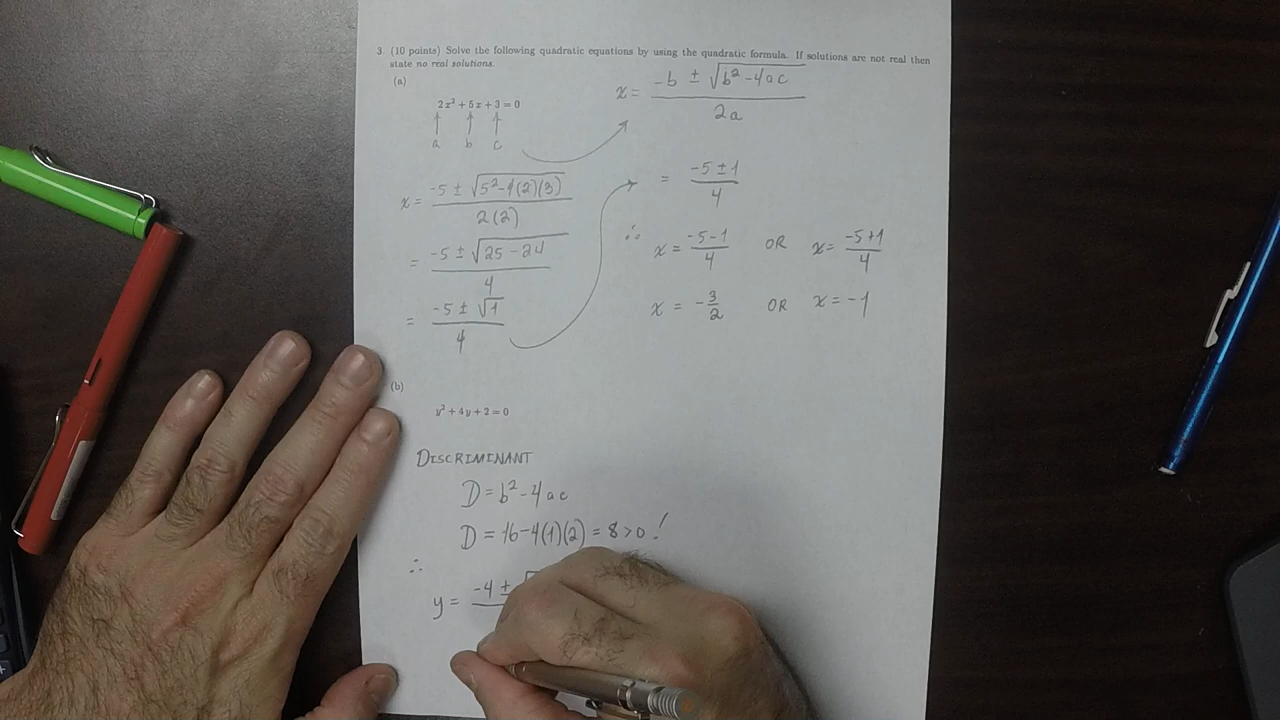 3. (10 points) Solve the following quadratic equations by using the quadratic formula. If solutions are not real then
state no real solutions.
(a)
2x² + 5x + 3 = 0
a b c
x = (-5 ± √(5²-4(2)(3))) / 2(2)
= (-5 ± √(25-24)) / 4
= (-5 ± √1) / 4
x = (-b ± √(b²-4ac)) / 2a
= (-5±1) / 4
∴ x = (-5-1) / 4 OR x = (-5+1) / 4
x = -3/2 OR x = -1
(b)
y² + 4y + 2 = 0
DISCRIMINANT
D = b² - 4ac
D = 16-4(1)(2) = 8 > 0 !
∴
y = -4 ± √